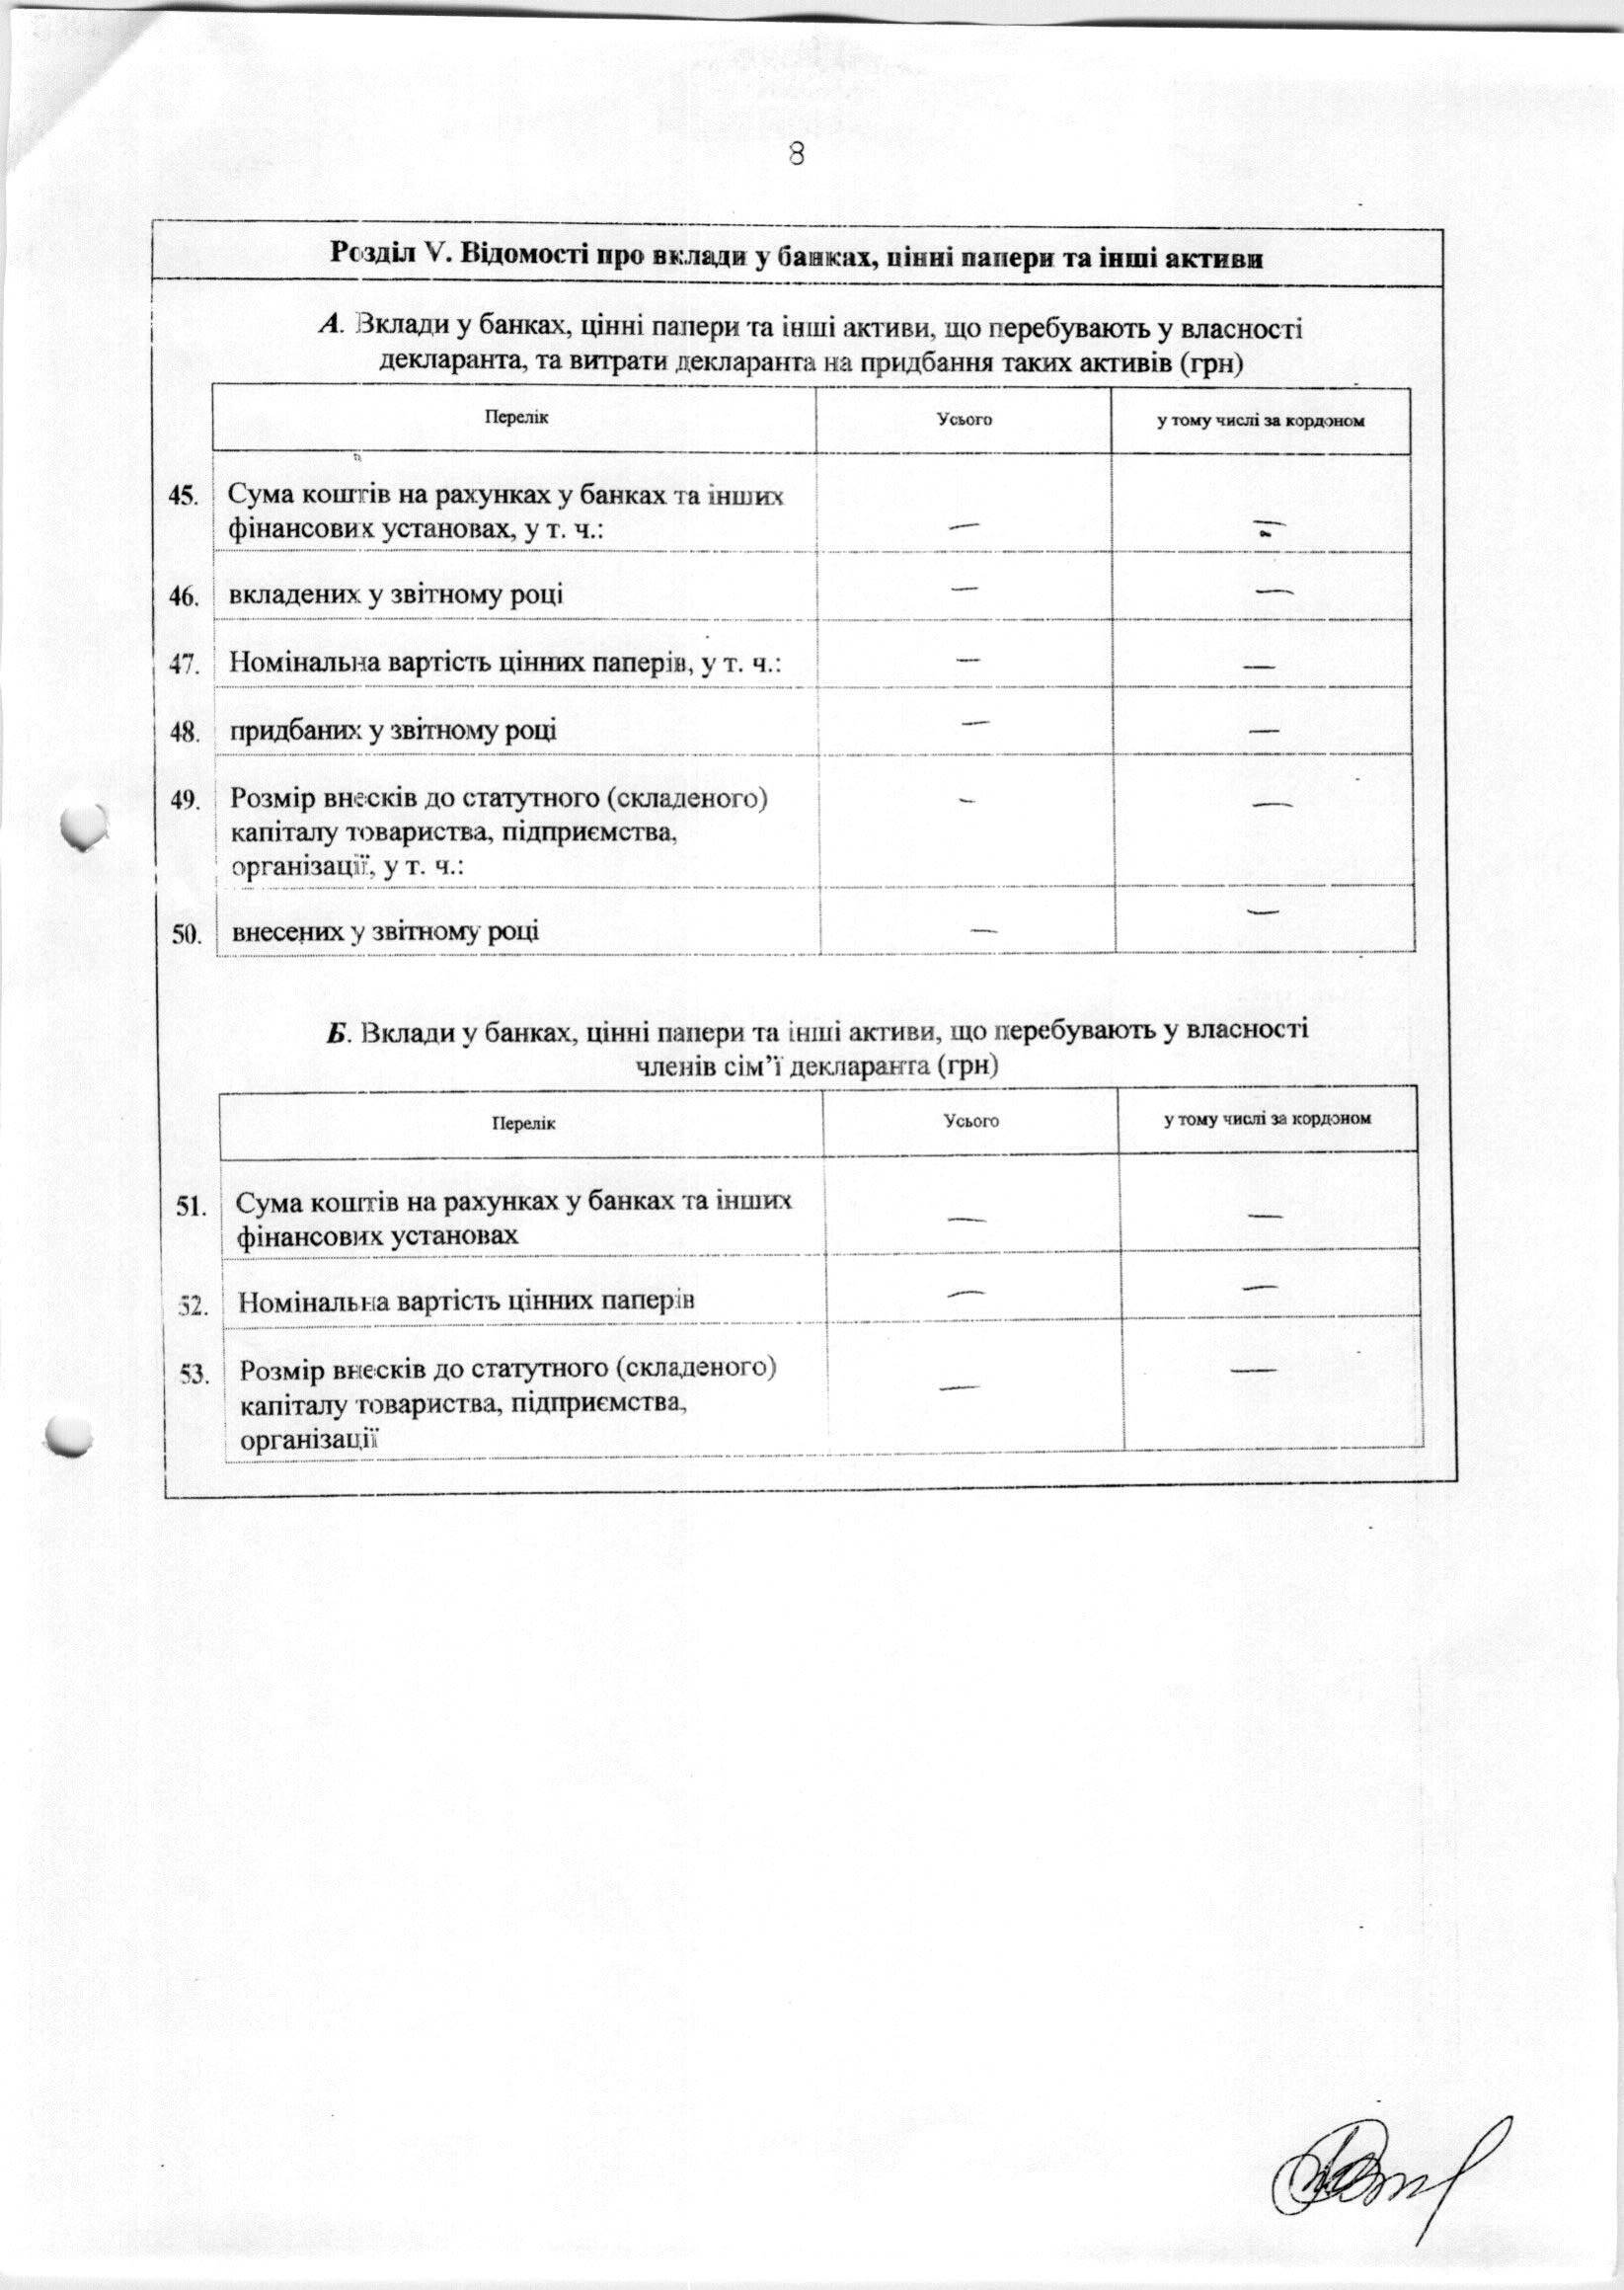 8
Розділ V. Відомості про вклади у банках, цінні папери та інші активи
А. Вклади у банках, цінні папери та інші активи, що перебувають у власності
декларанта, та витрати декларанта на придбання таких активів (грн)
Перелік Усього у тому числі за кордоном
45. Сума коштів на рахунках у банках та інших
фінансових установах, у т. ч.: — —
46. вкладених у звітному році — —
47. Номінальна вартість цінних паперів, у т. ч.: — —
48. придбаних у звітному році — —
49. Розмір внесків до статутного (складеного) — —
капіталу товариства, підприємства,
організації, у т. ч.:
50. внесених у звітному році — —
Б. Вклади у банках, цінні папери та інші активи, що перебувають у власності
членів сім’ї декларанта (грн)
Перелік Усього у тому числі за кордоном
51. Сума коштів на рахунках у банках та інших — —
фінансових установах
52. Номінальна вартість цінних паперів — —
53. Розмір внесків до статутного (складеного) — —
капіталу товариства, підприємства,
організації